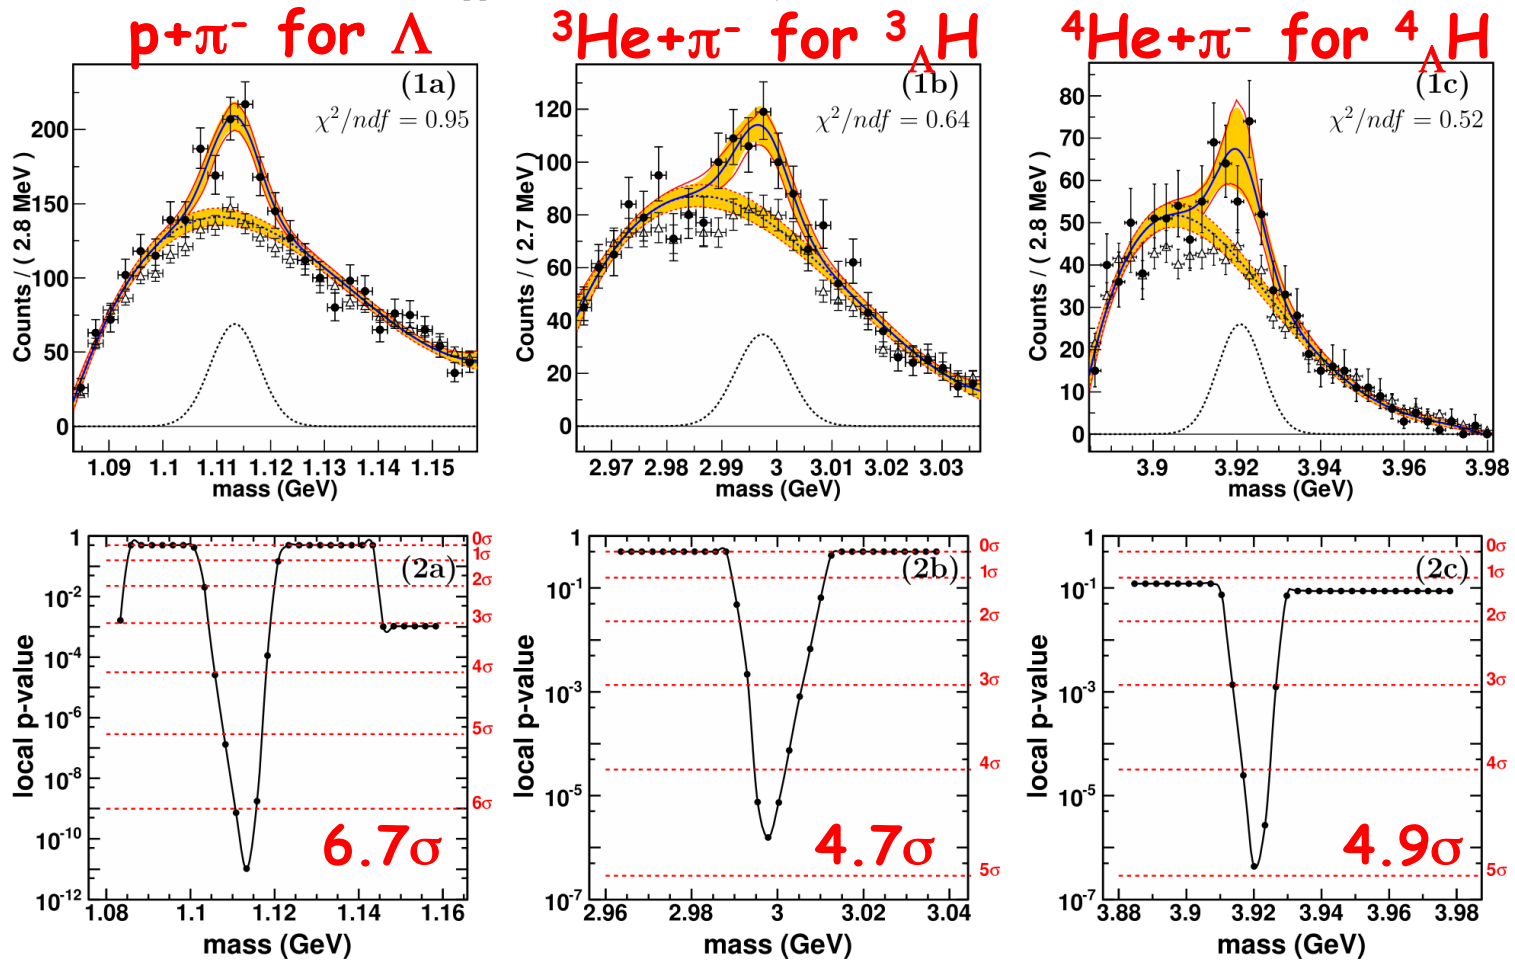 p+π⁻ for Λ
³He+π⁻ for ³ΛH
⁴He+π⁻ for ⁴ΛH
(1a)
χ²/ndf = 0.95
Counts / ( 2.8 MeV )
200
150
100
50
0
1.09 1.1 1.11 1.12 1.13 1.14 1.15
mass (GeV)
(1b)
χ²/ndf = 0.64
Counts / ( 2.7 MeV )
120
100
80
60
40
20
0
2.97 2.98 2.99 3 3.01 3.02 3.03
mass (GeV)
(1c)
χ²/ndf = 0.52
Counts / ( 2.8 MeV )
80
70
60
50
40
30
20
10
0
3.9 3.92 3.94 3.96 3.98
mass (GeV)
(2a)
local p-value
1
10⁻²
10⁻⁴
10⁻⁶
10⁻⁸
10⁻¹⁰
10⁻¹²
0σ
1σ
2σ
3σ
4σ
5σ
6σ
6.7σ
1.08 1.1 1.12 1.14 1.16
mass (GeV)
(2b)
local p-value
1
10⁻¹
10⁻³
10⁻⁵
10⁻⁷
0σ
1σ
2σ
3σ
4σ
5σ
4.7σ
2.96 2.98 3 3.02 3.04
mass (GeV)
(2c)
local p-value
1
10⁻¹
10⁻³
10⁻⁵
10⁻⁷
0σ
1σ
2σ
3σ
4σ
5σ
4.9σ
3.88 3.9 3.92 3.94 3.96 3.98
mass (GeV)